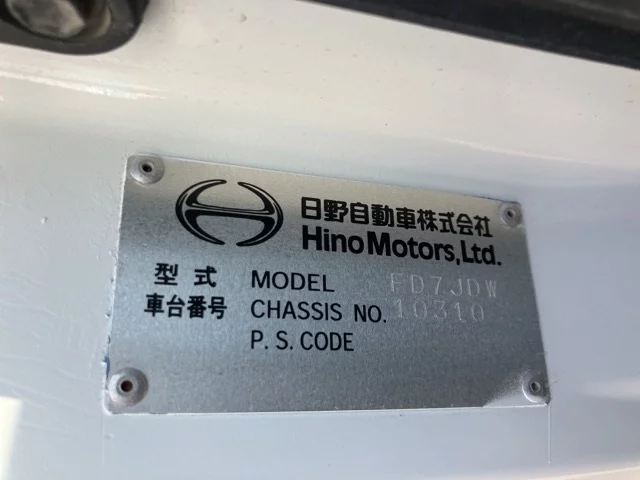 日野自動車株式会社
Hino Motors, Ltd.
型式 MODEL FD7JDW
車台番号 CHASSIS NO. 10310
P. S. CODE